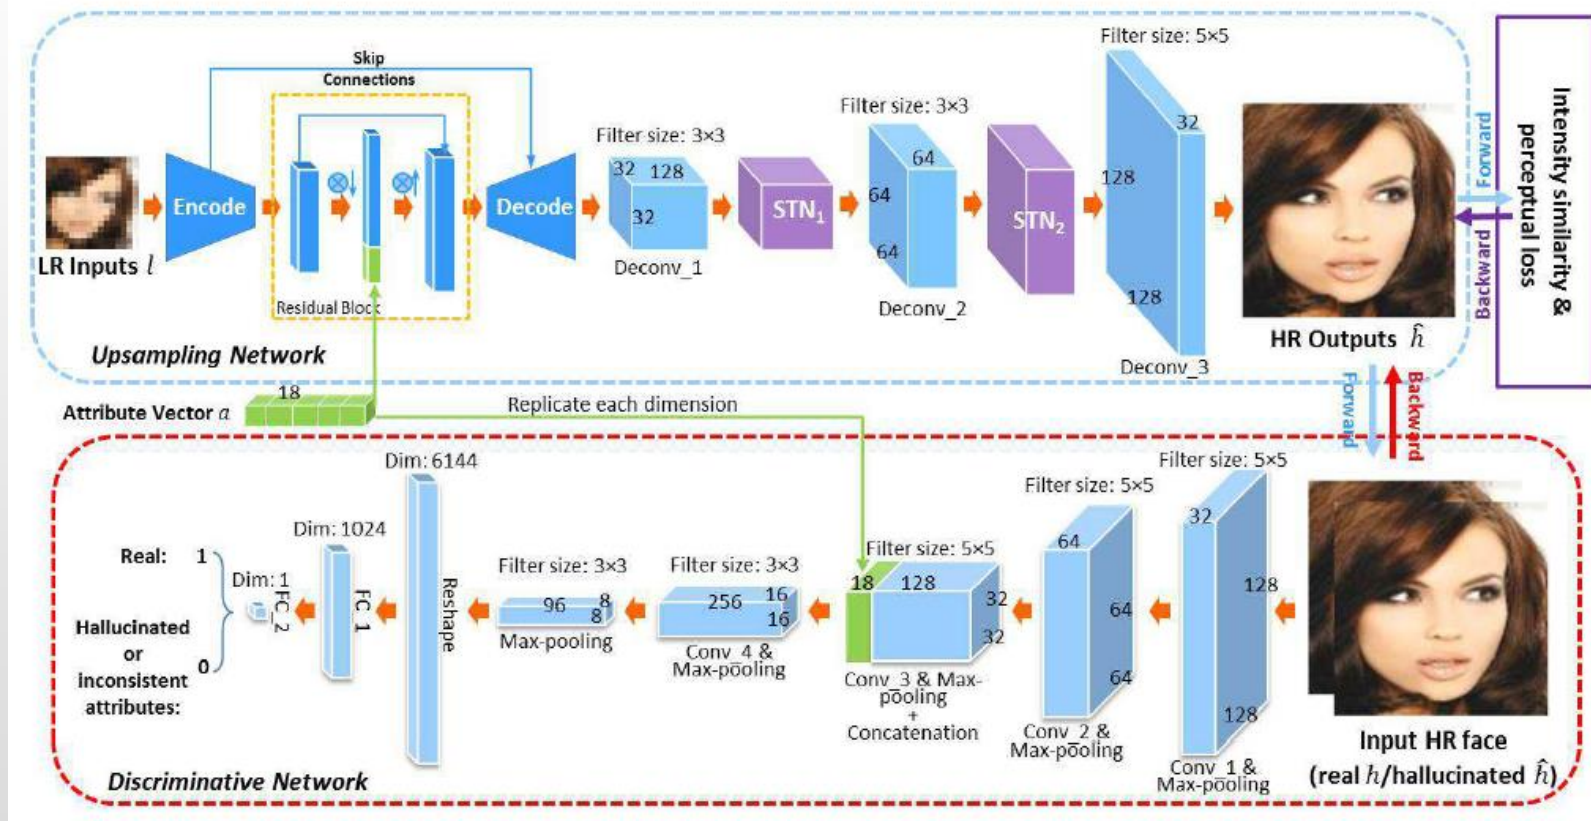 Filter size: 5×5
Skip
Connections
Filter size: 3×3
Filter size: 3×3
32
64
32 128
128
64
Encode
Decode
STN₁
STN₂
32
64
LR Inputs l
Deconv_1
128
Residual Block
Deconv_2
HR Outputs ĥ
Upsampling Network
Deconv_3
Forward
Backward
Intensity similarity &
perceptual loss
18
Attribute Vector a
Replicate each dimension
Forward
Backward
Dim: 6144
Filter size: 5×5
Filter size: 5×5
Dim: 1024
Filter size: 5×5
32
64
Real: 1
Filter size: 3×3
Filter size: 3×3
Dim: 1
18 128
128
96 8
8
256 16
16
32
32
64
FC_2
FC_1
Reshape
Hallucinated
or
inconsistent
attributes:
0
Max-pooling
Conv_4 &
Max-pooling
Conv_3 & Max-
pooling
+
Concatenation
64
128
Conv_2 &
Max-pooling
Conv_1 &
Max-pooling
Input HR face
(real h/hallucinated ĥ)
Discriminative Network